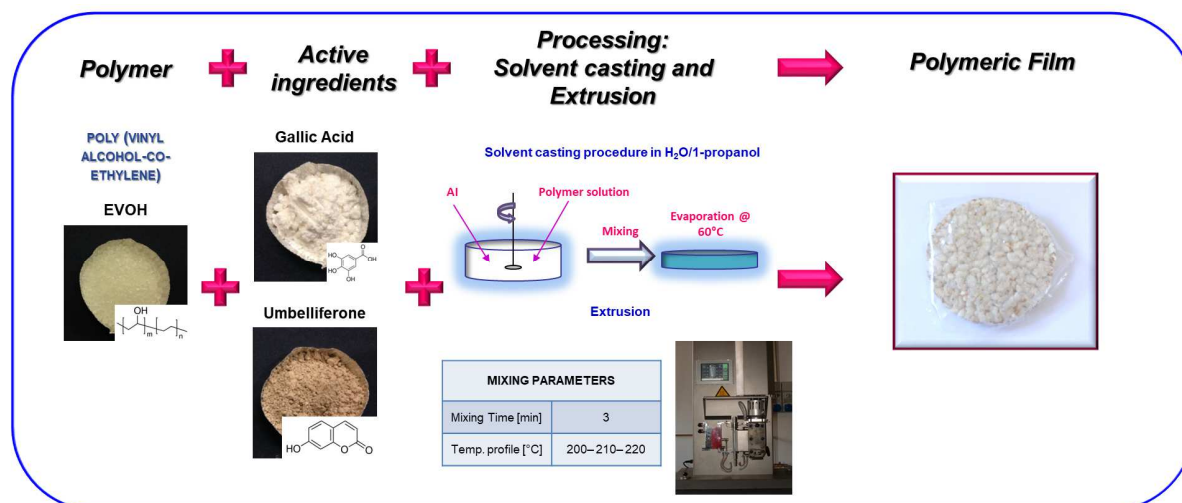 Polymer
Active
ingredients
Processing:
Solvent casting and
Extrusion
Polymeric Film
POLY (VINYL
ALCOHOL-CO-
ETHYLENE)
EVOH
OH
m
n
Gallic Acid
O
HO
OH
HO
OH
Umbelliferone
HO
O
O
Solvent casting procedure in H₂O/1-propanol
AI
Polymer solution
Mixing
Evaporation @
60°C
Extrusion
MIXING PARAMETERS
Mixing Time [min] 3
Temp. profile [°C] 200–210–220